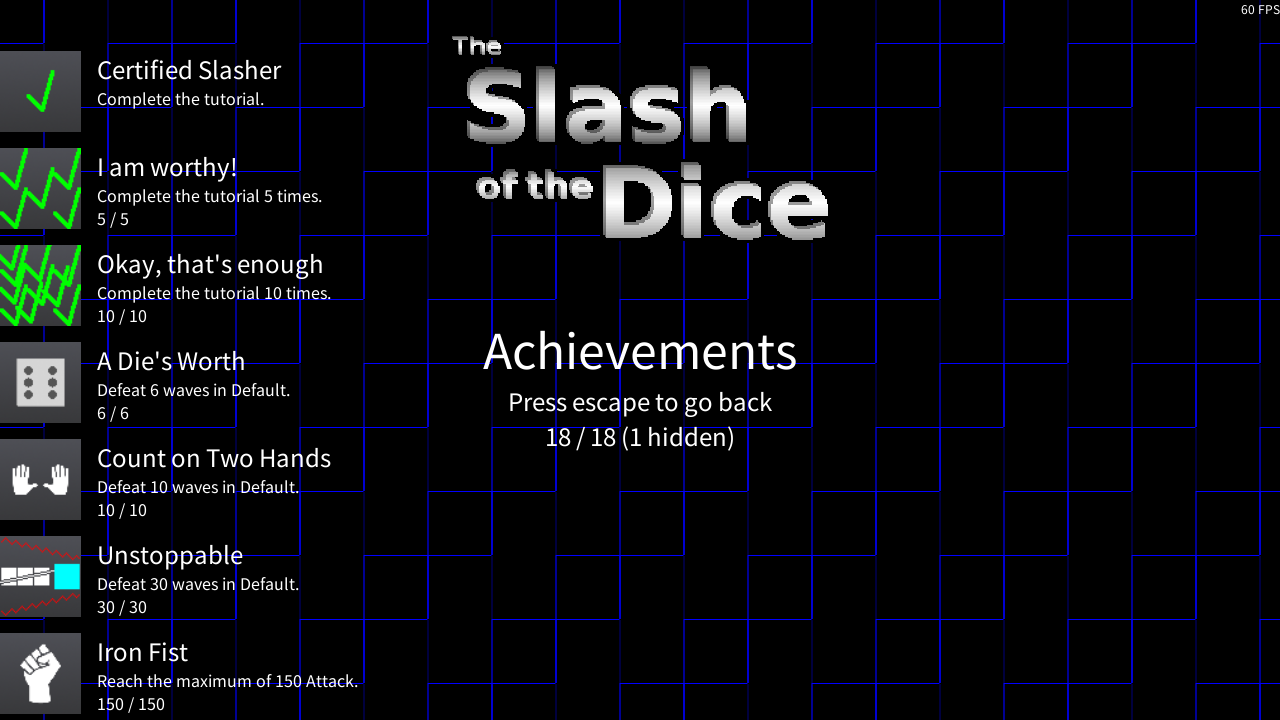 60 FPS
The
Slash
of the Dice
Certified Slasher
Complete the tutorial.
I am worthy!
Complete the tutorial 5 times.
5 / 5
Okay, that's enough
Complete the tutorial 10 times.
10 / 10
A Die's Worth
Defeat 6 waves in Default.
6 / 6
Count on Two Hands
Defeat 10 waves in Default.
10 / 10
Unstoppable
Defeat 30 waves in Default.
30 / 30
Iron Fist
Reach the maximum of 150 Attack.
150 / 150
Achievements
Press escape to go back
18 / 18 (1 hidden)